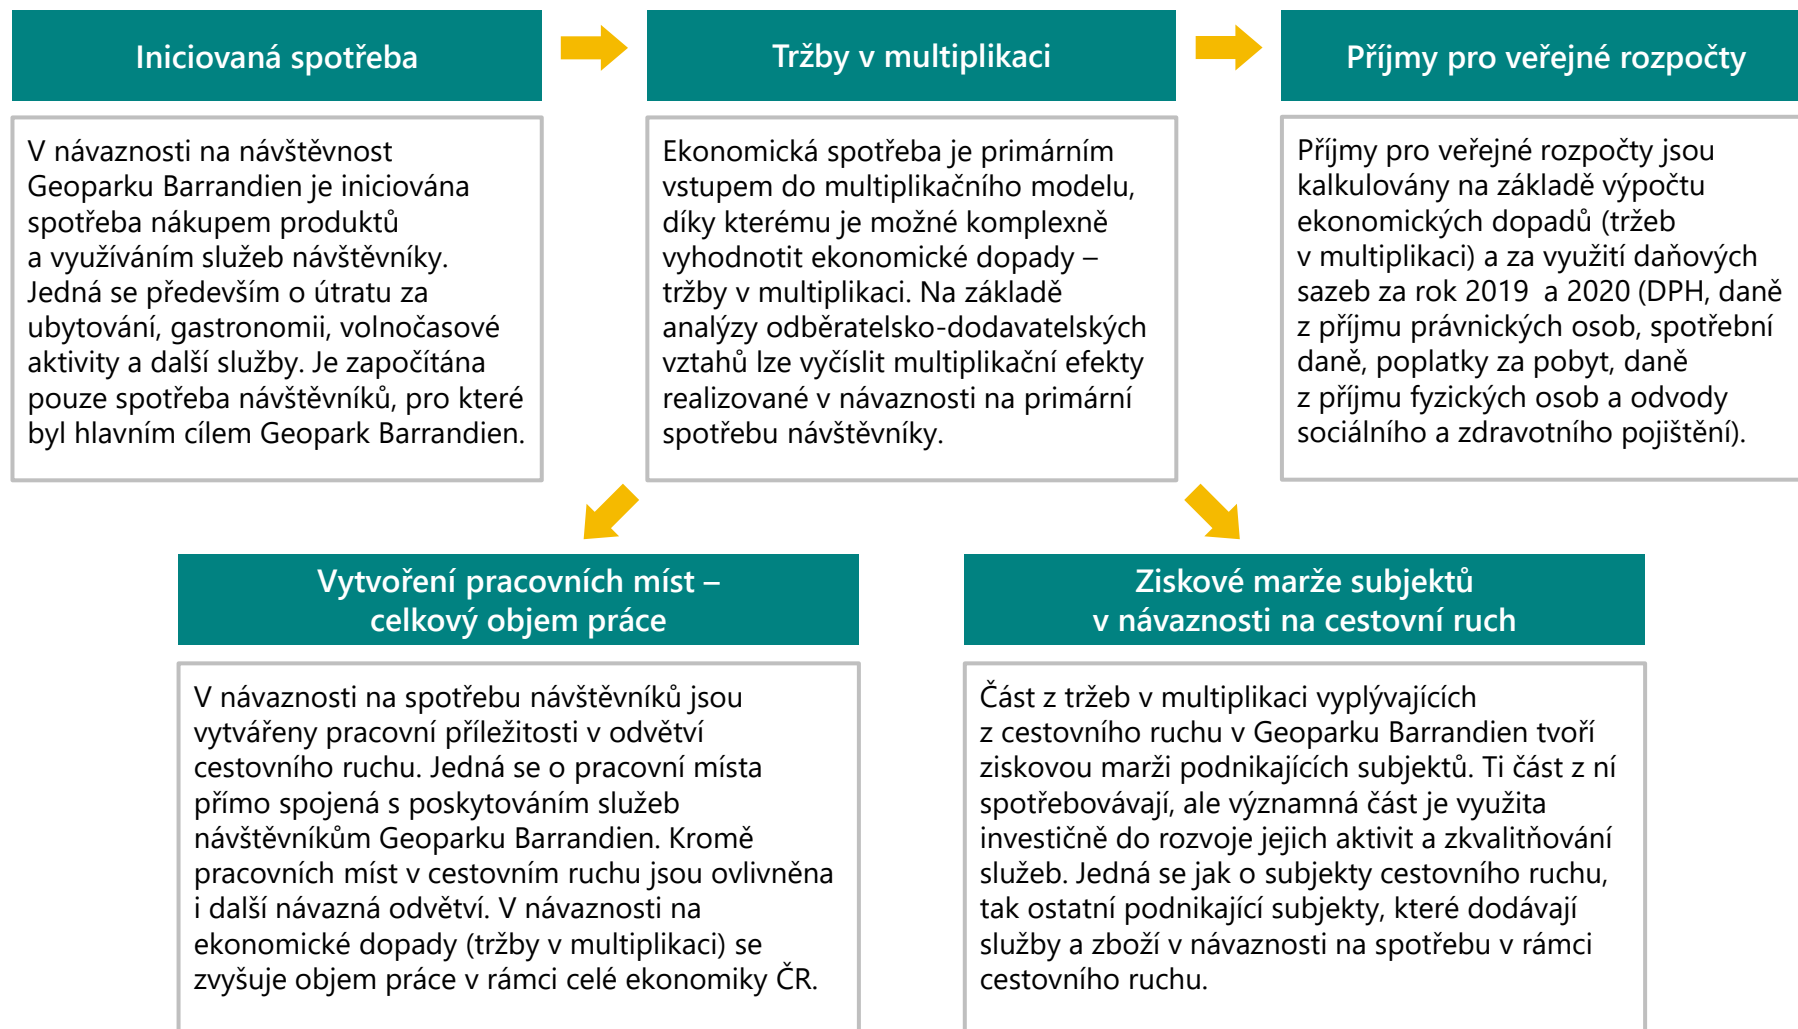 Iniciovaná spotřeba
V návaznosti na návštěvnost
Geoparku Barrandien je iniciována
spotřeba nákupem produktů
a využíváním služeb návštěvníky.
Jedná se především o útratu za
ubytování, gastronomii, volnočasové
aktivity a další služby. Je započítána
pouze spotřeba návštěvníků, pro které
byl hlavním cílem Geopark Barrandien.
Tržby v multiplikaci
Ekonomická spotřeba je primárním
vstupem do multiplikačního modelu,
díky kterému je možné komplexně
vyhodnotit ekonomické dopady –
tržby v multiplikaci. Na základě
analýzy odběratelsko-dodavatelských
vztahů lze vyčíslit multiplikační efekty
realizované v návaznosti na primární
spotřebu návštěvníky.
Příjmy pro veřejné rozpočty
Příjmy pro veřejné rozpočty jsou
kalkulovány na základě výpočtu
ekonomických dopadů (tržeb
v multiplikaci) a za využití daňových
sazeb za rok 2019  a 2020 (DPH, daně
z příjmu právnických osob, spotřební
daně, poplatky za pobyt, daně
z příjmu fyzických osob a odvody
sociálního a zdravotního pojištění).
Vytvoření pracovních míst –
celkový objem práce
V návaznosti na spotřebu návštěvníků jsou
vytvářeny pracovní příležitosti v odvětví
cestovního ruchu. Jedná se o pracovní místa
přímo spojená s poskytováním služeb
návštěvníkům Geoparku Barrandien. Kromě
pracovních míst v cestovním ruchu jsou ovlivněna
i další návazná odvětví. V návaznosti na
ekonomické dopady (tržby v multiplikaci) se
zvyšuje objem práce v rámci celé ekonomiky ČR.
Ziskové marže subjektů
v návaznosti na cestovní ruch
Část z tržeb v multiplikaci vyplývajících
z cestovního ruchu v Geoparku Barrandien tvoří
ziskovou marži podnikajících subjektů. Ti část z ní
spotřebovávají, ale významná část je využita
investičně do rozvoje jejich aktivit a zkvalitňování
služeb. Jedná se jak o subjekty cestovního ruchu,
tak ostatní podnikající subjekty, které dodávají
služby a zboží v návaznosti na spotřebu v rámci
cestovního ruchu.